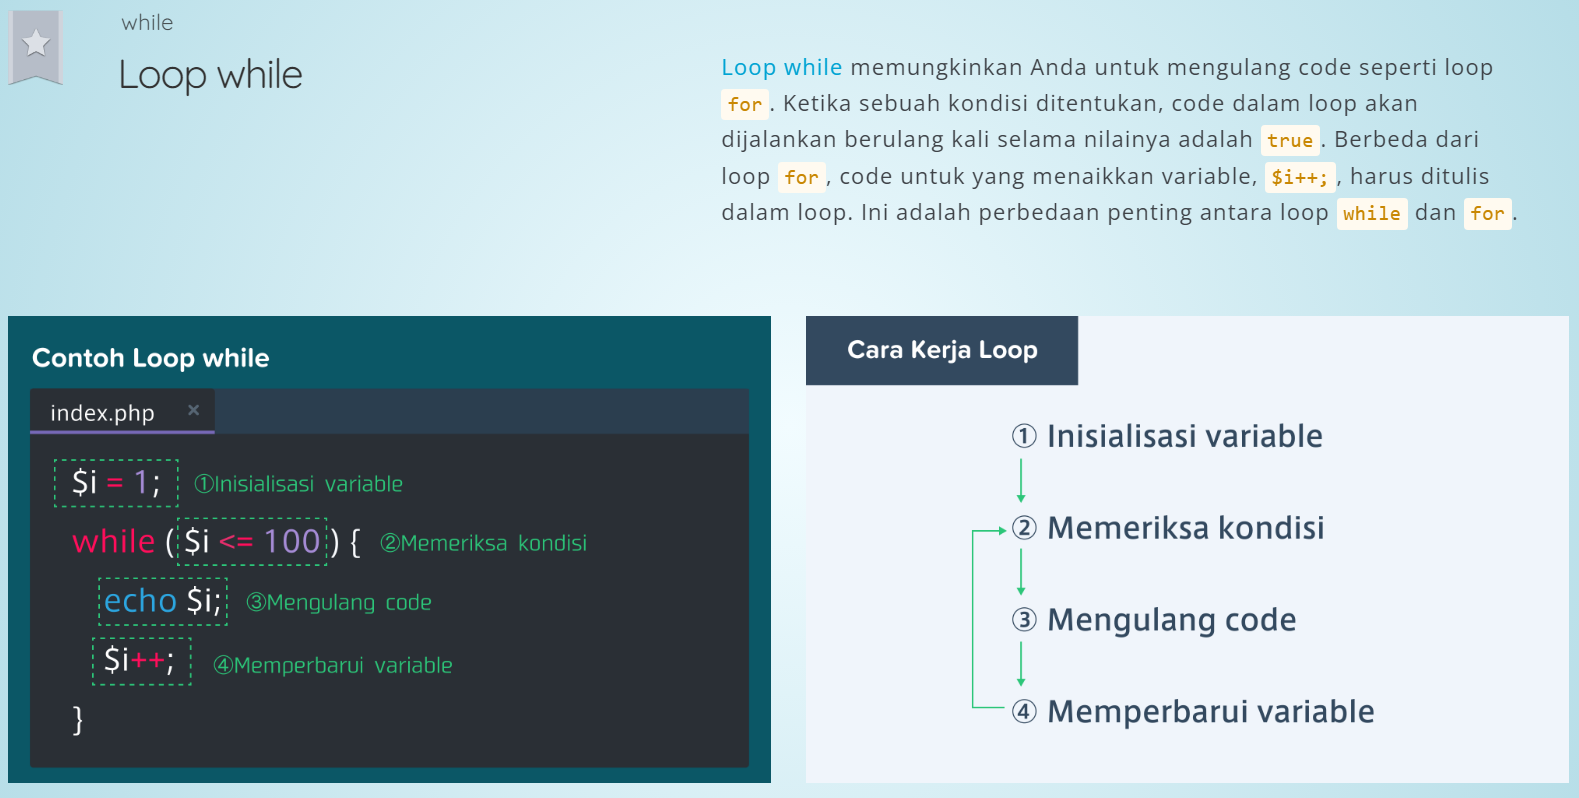 while
Loop while
Loop while memungkinkan Anda untuk mengulang code seperti loop
for. Ketika sebuah kondisi ditentukan, code dalam loop akan
dijalankan berulang kali selama nilainya adalah true. Berbeda dari
loop for, code untuk yang menaikkan variable, $i++;, harus ditulis
dalam loop. Ini adalah perbedaan penting antara loop while dan for.
Contoh Loop while
index.php ×
$i = 1; ①Inisialisasi variable
while ($i <= 100) { ②Memeriksa kondisi
echo $i; ③Mengulang code
$i++; ④Memperbarui variable
}
Cara Kerja Loop
① Inisialisasi variable
② Memeriksa kondisi
③ Mengulang code
④ Memperbarui variable